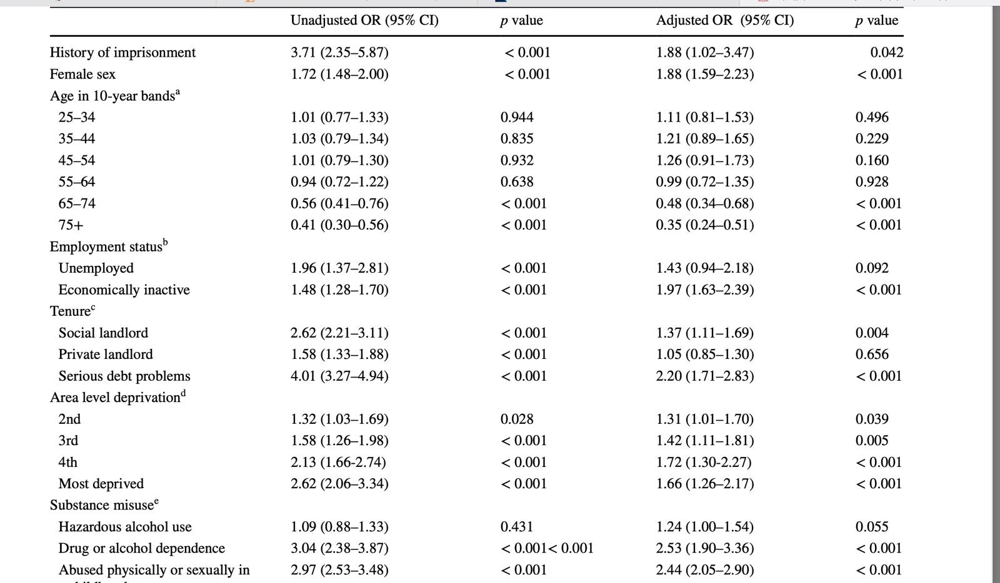 Unadjusted OR (95% CI) p value Adjusted OR (95% CI) p value
History of imprisonment 3.71 (2.35–5.87) < 0.001 1.88 (1.02–3.47) 0.042
Female sex 1.72 (1.48–2.00) < 0.001 1.88 (1.59–2.23) < 0.001
Age in 10-year bandsᵃ
25–34 1.01 (0.77–1.33) 0.944 1.11 (0.81–1.53) 0.496
35–44 1.03 (0.79–1.34) 0.835 1.21 (0.89–1.65) 0.229
45–54 1.01 (0.79–1.30) 0.932 1.26 (0.91–1.73) 0.160
55–64 0.94 (0.72–1.22) 0.638 0.99 (0.72–1.35) 0.928
65–74 0.56 (0.41–0.76) < 0.001 0.48 (0.34–0.68) < 0.001
75+ 0.41 (0.30–0.56) < 0.001 0.35 (0.24–0.51) < 0.001
Employment statusᵇ
Unemployed 1.96 (1.37–2.81) < 0.001 1.43 (0.94–2.18) 0.092
Economically inactive 1.48 (1.28–1.70) < 0.001 1.97 (1.63–2.39) < 0.001
Tenureᶜ
Social landlord 2.62 (2.21–3.11) < 0.001 1.37 (1.11–1.69) 0.004
Private landlord 1.58 (1.33–1.88) < 0.001 1.05 (0.85–1.30) 0.656
Serious debt problems 4.01 (3.27–4.94) < 0.001 2.20 (1.71–2.83) < 0.001
Area level deprivationᵈ
2nd 1.32 (1.03–1.69) 0.028 1.31 (1.01–1.70) 0.039
3rd 1.58 (1.26–1.98) < 0.001 1.42 (1.11–1.81) 0.005
4th 2.13 (1.66-2.74) < 0.001 1.72 (1.30-2.27) < 0.001
Most deprived 2.62 (2.06–3.34) < 0.001 1.66 (1.26–2.17) < 0.001
Substance misuseᵉ
Hazardous alcohol use 1.09 (0.88–1.33) 0.431 1.24 (1.00–1.54) 0.055
Drug or alcohol dependence 3.04 (2.38–3.87) < 0.001< 0.001 2.53 (1.90–3.36) < 0.001
Abused physically or sexually in 2.97 (2.53–3.48) < 0.001 2.44 (2.05–2.90) < 0.001